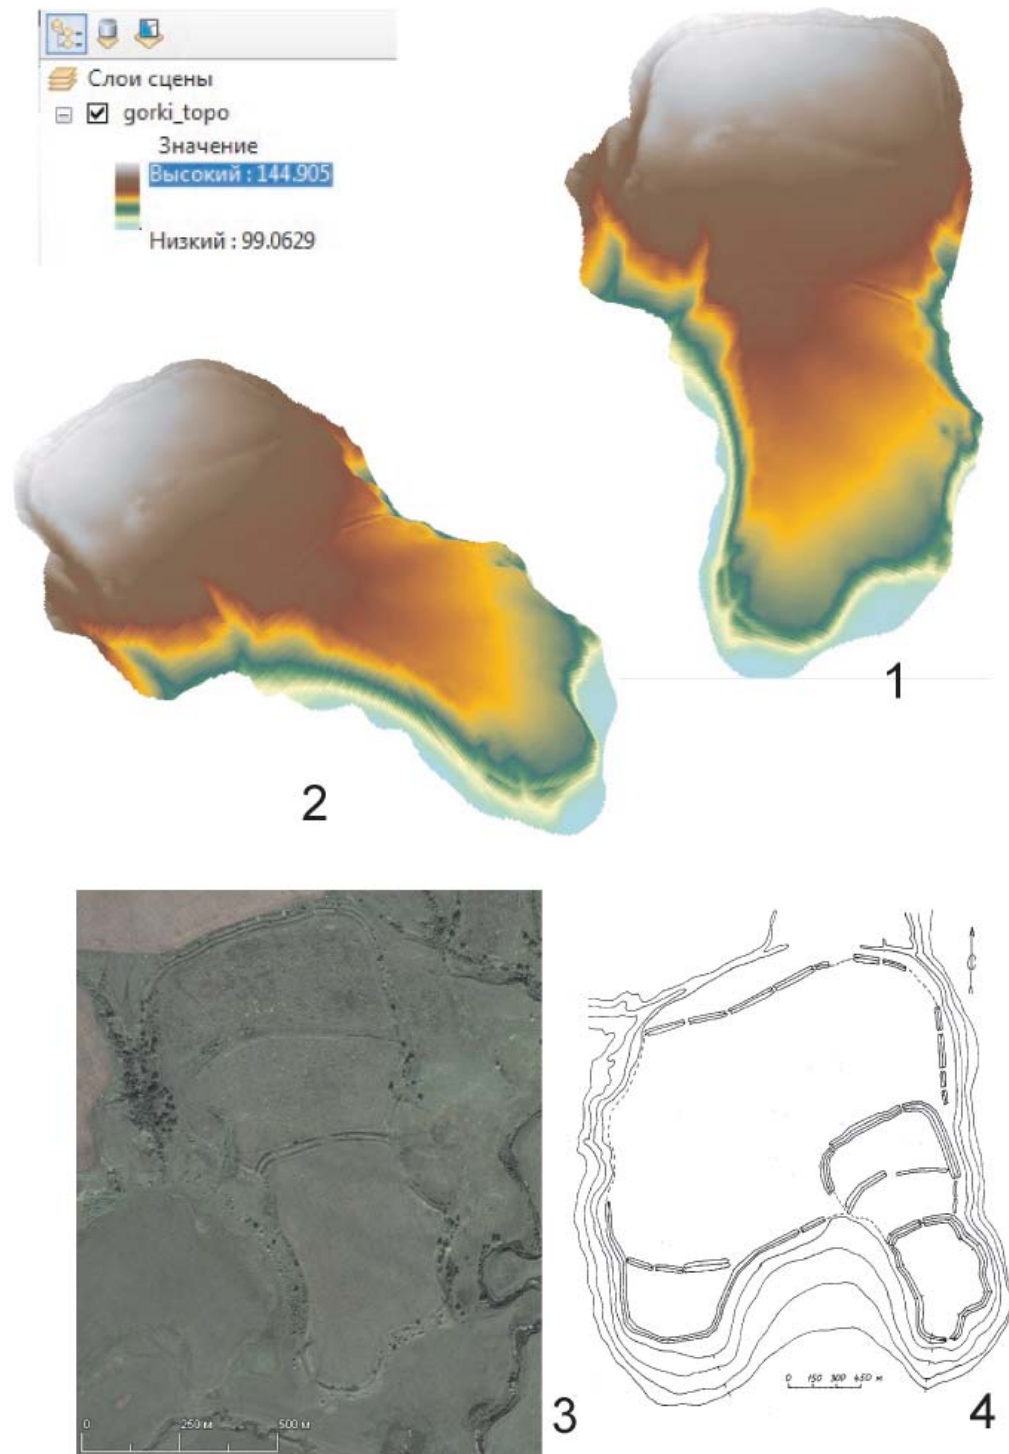 Слои сцены
gorki_topo
Значение
Высокий : 144.905
Низкий : 99.0629
1
2
0 250 м 500 м
3
0 150 300 450 м
4